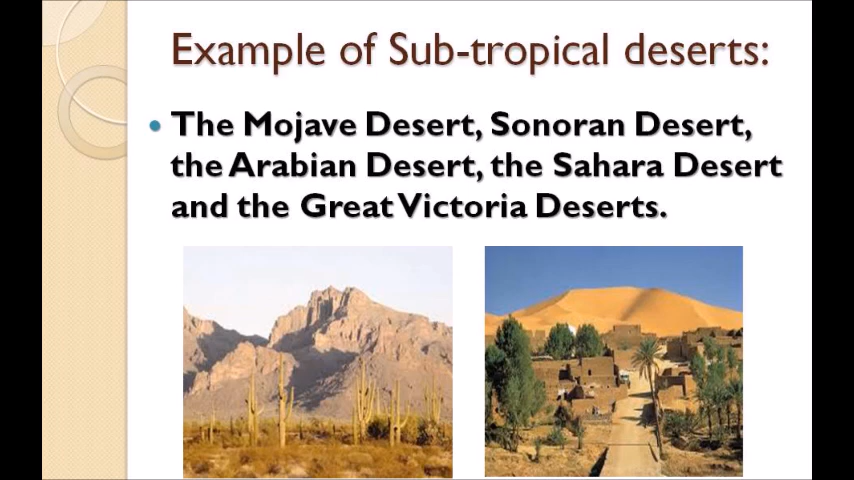 Example of Sub-tropical deserts:
• The Mojave Desert, Sonoran Desert,
the Arabian Desert, the Sahara Desert
and the Great Victoria Deserts.